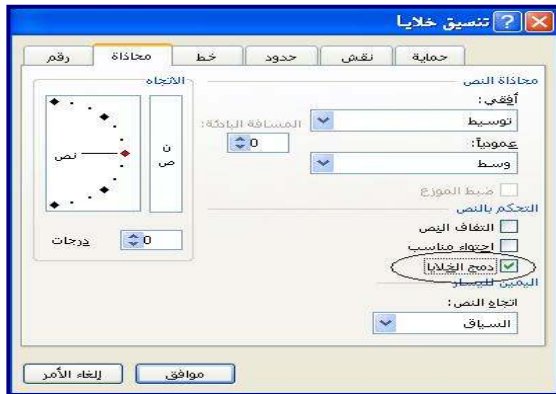 تنسيق خلايا
رقم محاذاة خط حدود نقش حماية
محاذاة النص
أفقي:
توسيط
المسافة البادئة:
0
عمودياً:
وسط
ضبط الموزع
التحكم بالنص
التفاف النص
احتواء مناسب
دمج الخلايا
اليمين لليسار
اتجاه النص:
السياق
الاتجاه
ن
ص
نص
0 درجات
موافق
إلغاء الأمر